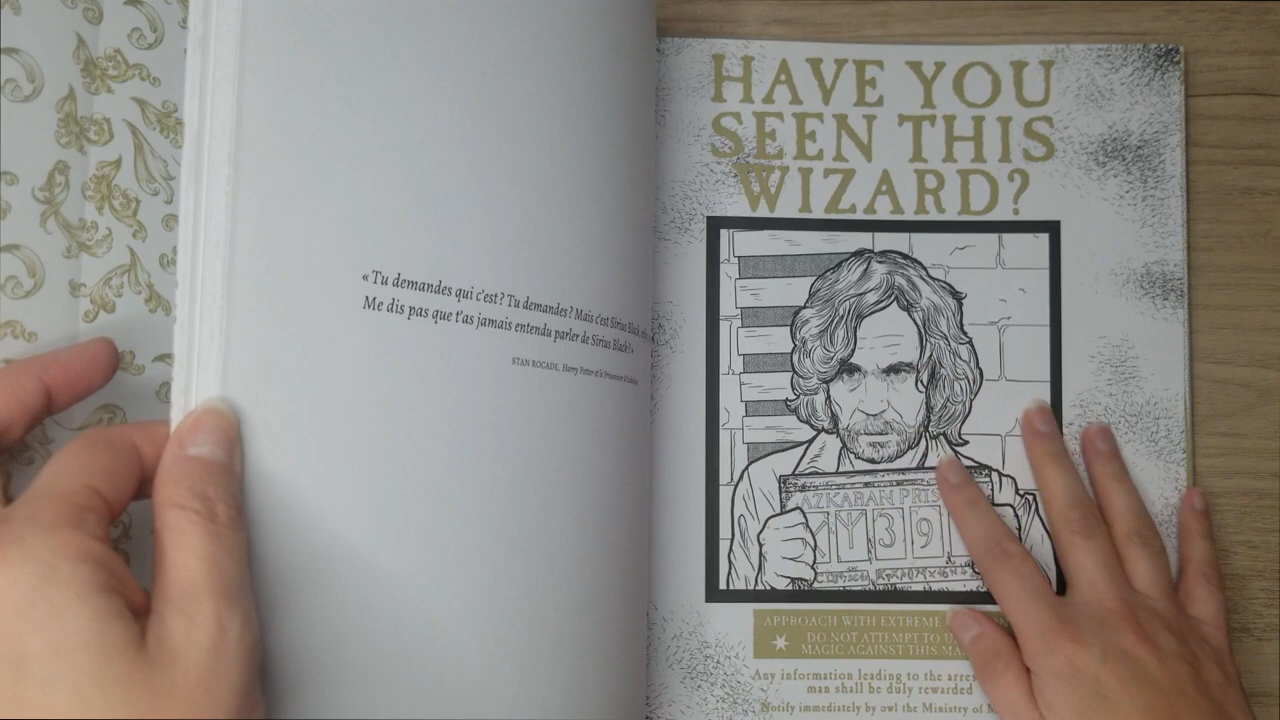 « Tu demandes qui c'est ? Tu demandes ? Mais c'est Sirius Black,
Me dis pas que t'as jamais entendu parler de Sirius Black ! »
STAN ROCADE, Harry Potter et le Prisonnier d'Azkaban
HAVE YOU
SEEN THIS
WIZARD?
AZKABAN PRIS
XY39
APPROACH WITH EXTREME
DO NOT ATTEMPT TO U
MAGIC AGAINST THIS MA
Any information leading to the arres
man shall be duly rewarded
Notify immediately by owl the Ministry of M